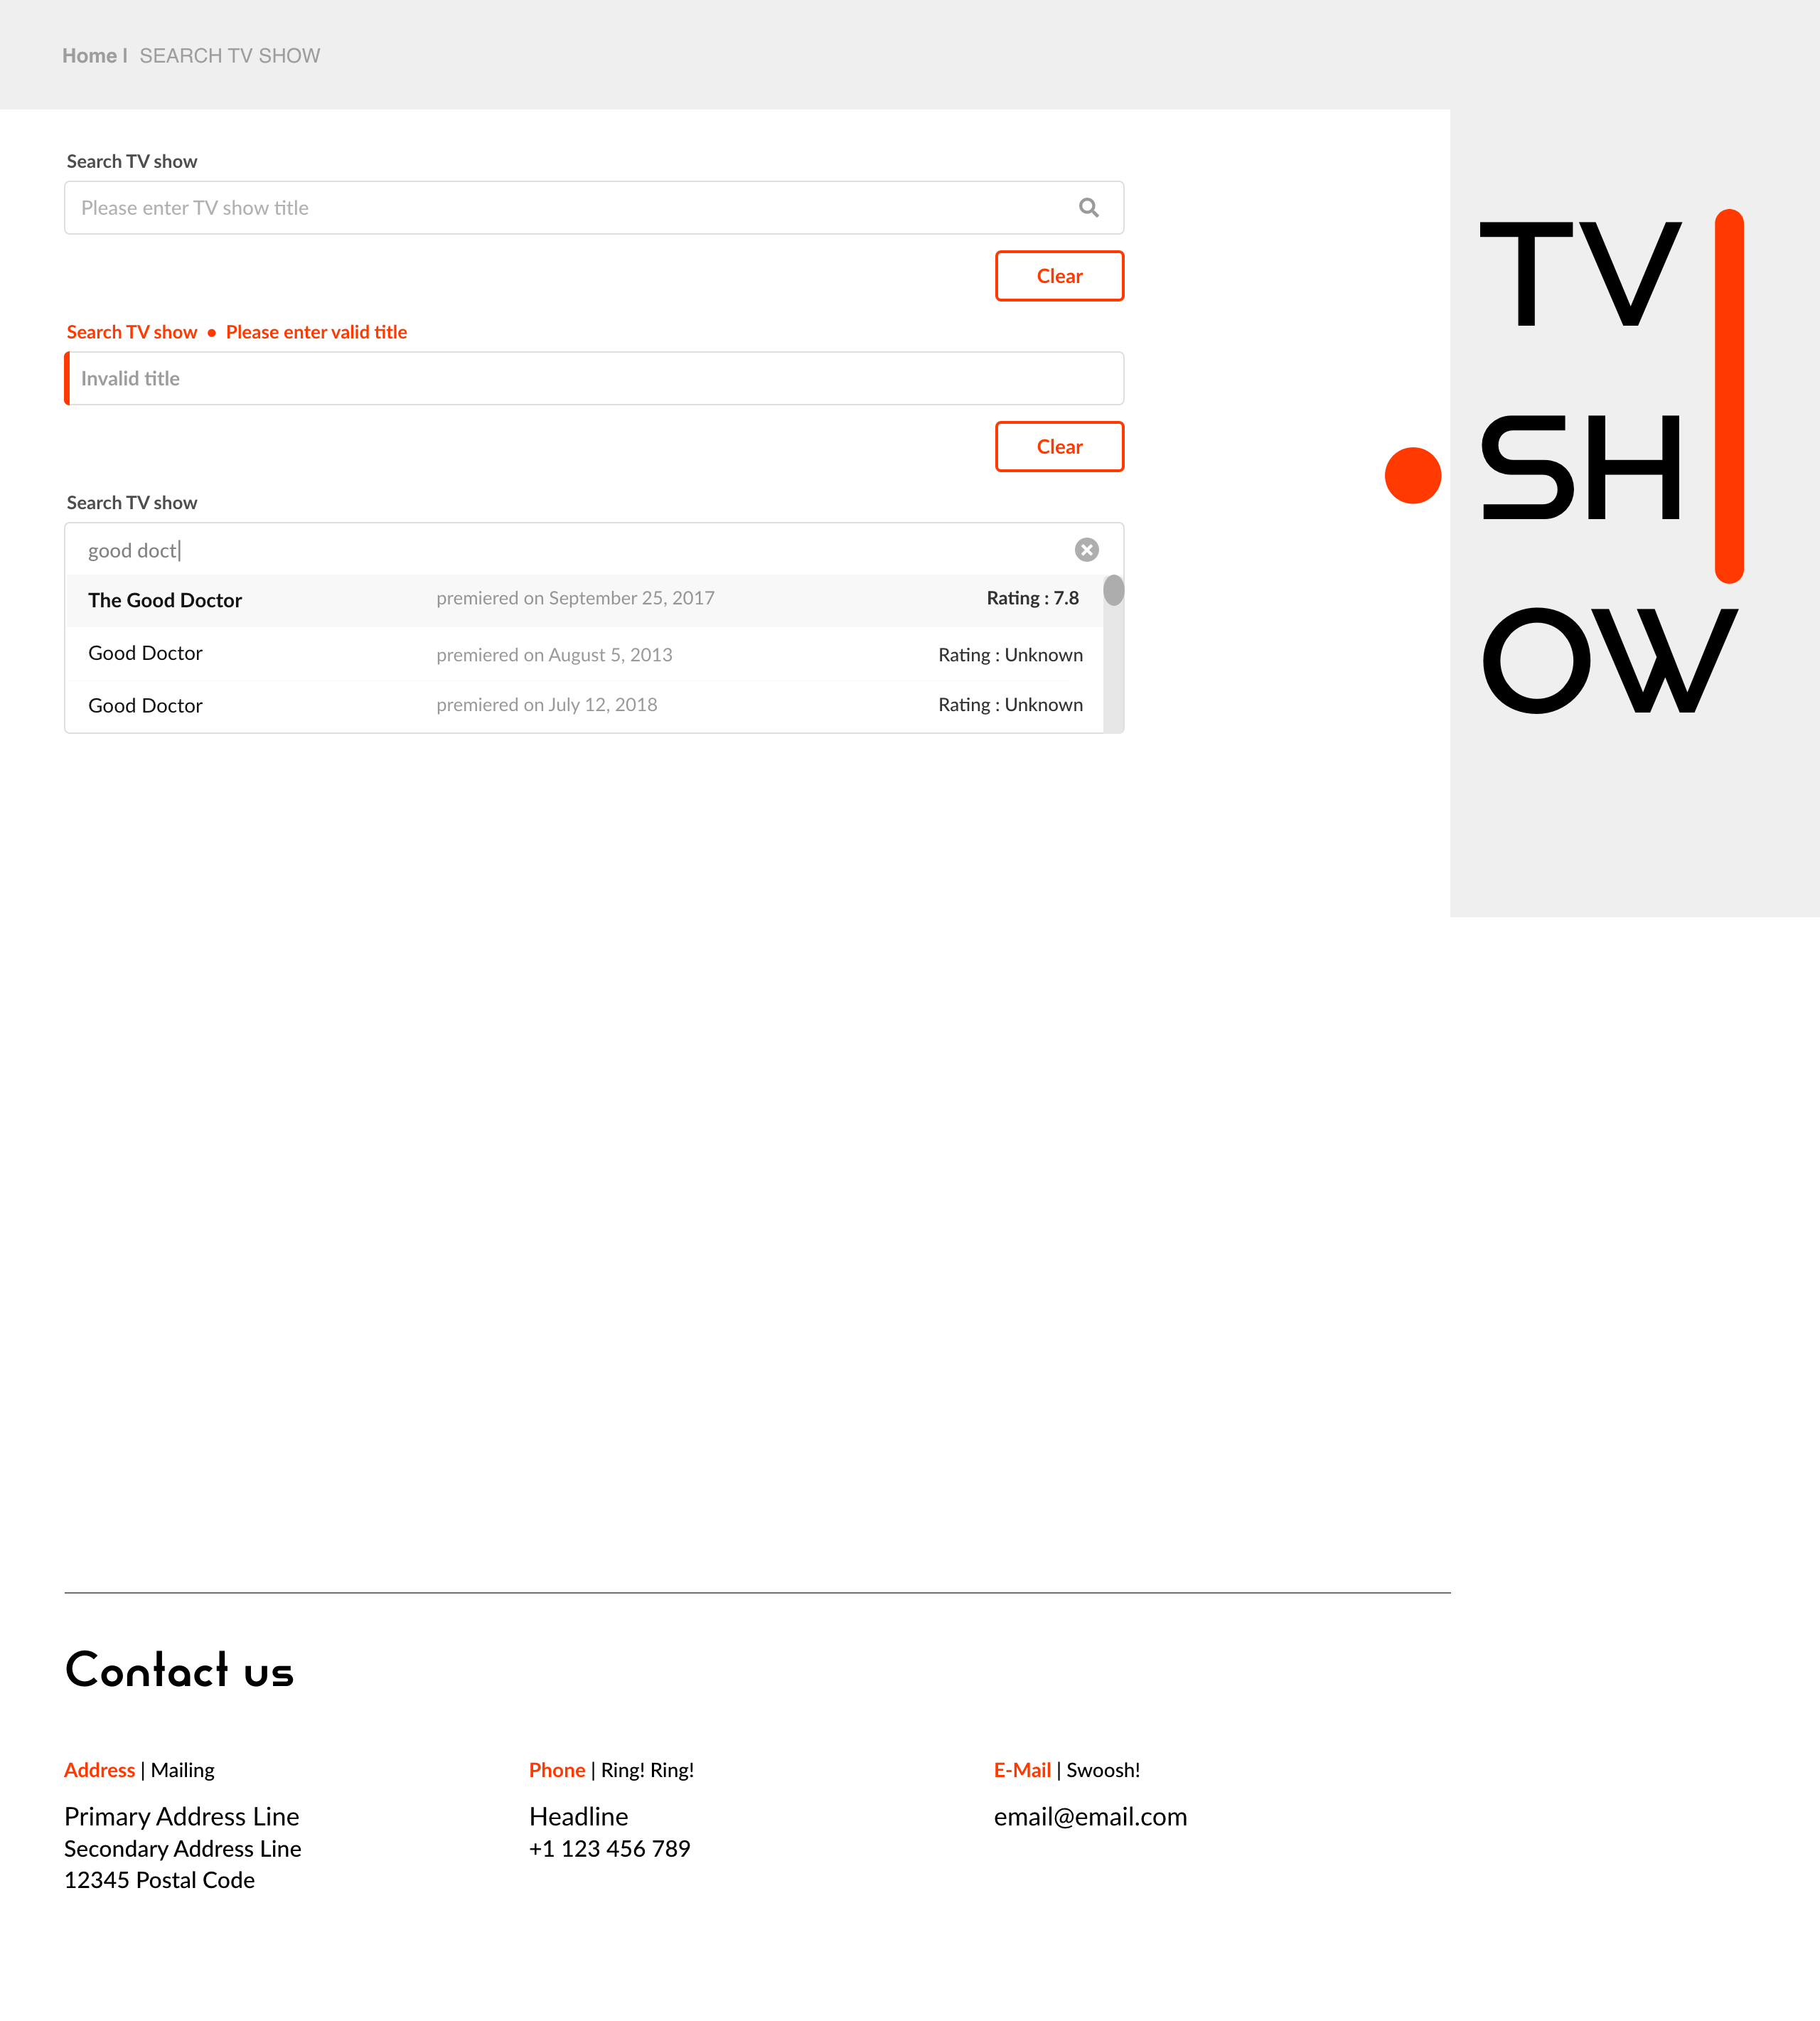 Home | SEARCH TV SHOW
Search TV show
Please enter TV show title
Clear
Search TV show • Please enter valid title
Invalid title
Clear
Search TV show
good doct
The Good Doctor premiered on September 25, 2017 Rating : 7.8
Good Doctor premiered on August 5, 2013 Rating : Unknown
Good Doctor premiered on July 12, 2018 Rating : Unknown
TV
SH
OW
Contact us
Address | Mailing
Primary Address Line
Secondary Address Line
12345 Postal Code
Phone | Ring! Ring!
Headline
+1 123 456 789
E-Mail | Swoosh!
email@email.com